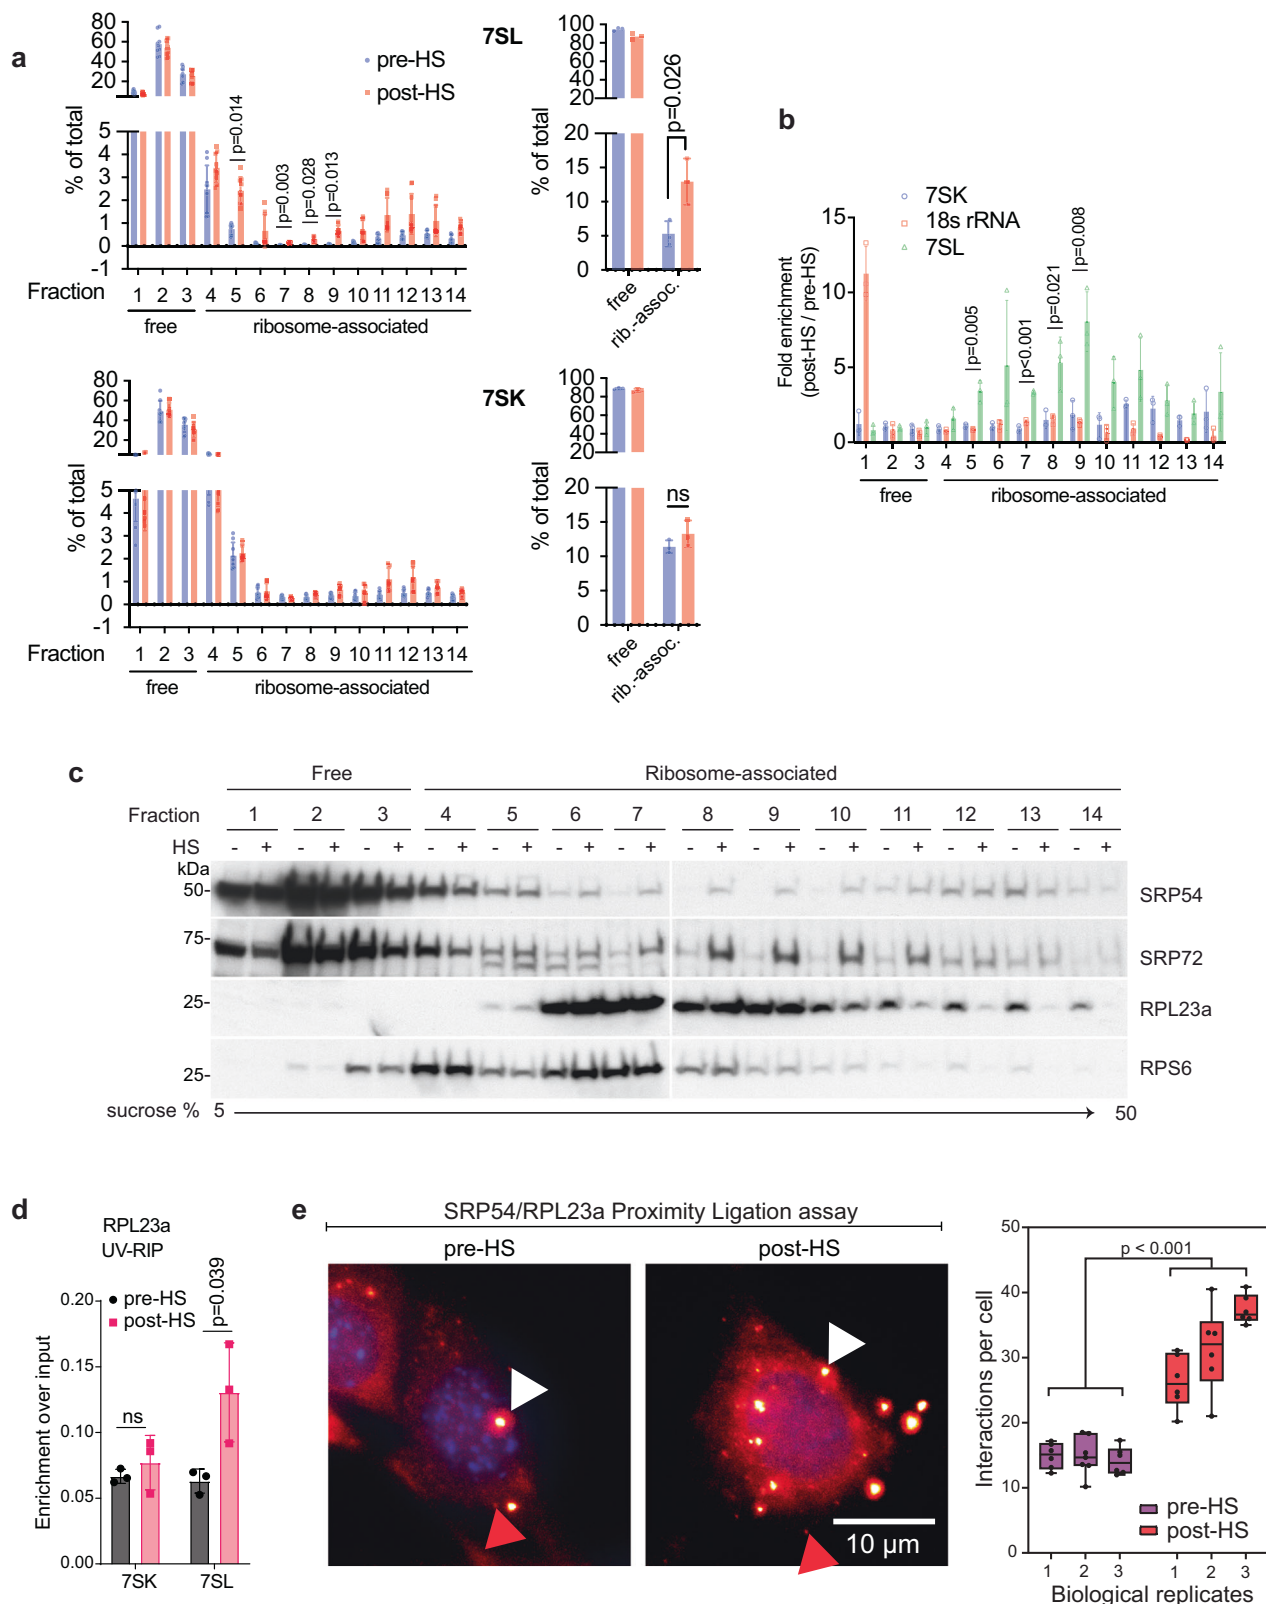 a
80
60
40
20
5
4
3
2
1
0
-1
% of total
pre-HS
post-HS
p=0.014
p=0.003
p=0.028
p=0.013
Fraction
1 2 3 4 5 6 7 8 9 10 11 12 13 14
free
ribosome-associated
7SL
100
80
60
40
20
20
15
10
5
0
% of total
p=0.026
free
rib.-assoc.
80
60
40
20
5
4
3
2
1
0
-1
% of total
Fraction
1 2 3 4 5 6 7 8 9 10 11 12 13 14
free
ribosome-associated
7SK
100
80
60
40
20
20
15
10
5
0
% of total
ns
free
rib.-assoc.
b
7SK
18s rRNA
7SL
15
10
5
0
Fold enrichment
(post-HS / pre-HS)
p=0.005
p<0.001
p=0.021
p=0.008
1 2 3 4 5 6 7 8 9 10 11 12 13 14
free
ribosome-associated
c
Free
Ribosome-associated
Fraction 1 2 3 4 5 6 7 8 9 10 11 12 13 14
HS - + - + - + - + - + - + - + - + - + - + - + - + - + - +
kDa
50-
SRP54
75-
SRP72
25-
RPL23a
25-
RPS6
sucrose % 5
50
d
RPL23a
UV-RIP
pre-HS
post-HS
p=0.039
ns
0.20
0.15
0.10
0.05
0.00
Enrichment over input
7SK
7SL
e
SRP54/RPL23a Proximity Ligation assay
pre-HS
post-HS
10 µm
50
40
30
20
10
0
Interactions per cell
p < 0.001
pre-HS
post-HS
1 2 3 1 2 3
Biological replicates